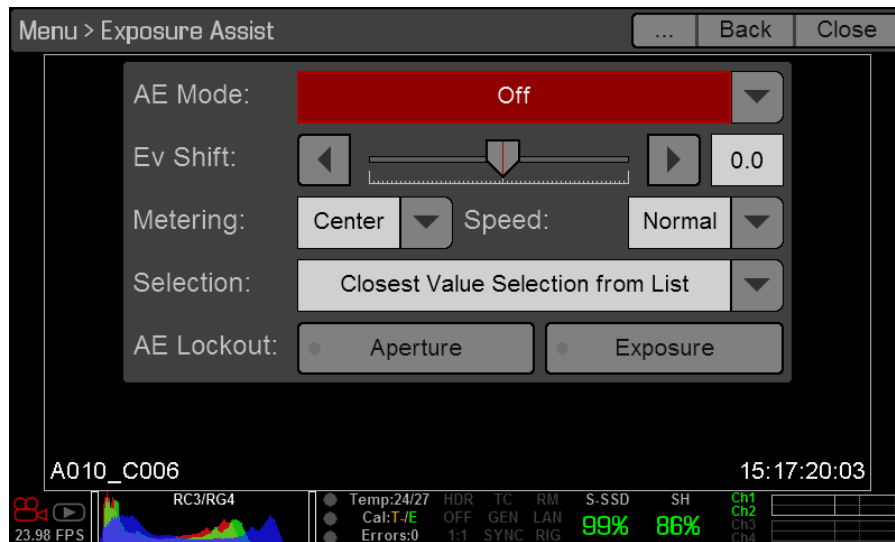 Menu > Exposure Assist ... Back Close
AE Mode: Off
Ev Shift: 0.0
Metering: Center Speed: Normal
Selection: Closest Value Selection from List
AE Lockout: Aperture Exposure
A010_C006 15:17:20:03
RC3/RG4 Temp:24/27 HDR TC RM S-SSD SH Ch1
Cal:T-/E OFF GEN LAN 99% 86% Ch2
23.98 FPS Errors:0 1:1 SYNC RIG Ch3
Ch4